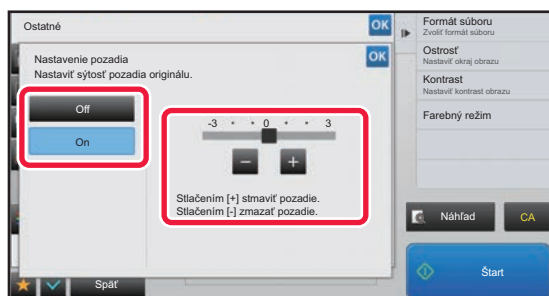 Ostatné
OK
Nastavenie pozadia
Nastaviť sýtosť pozadia originálu.
OK
Off
On
-3 • • 0 • • 3
− +
Stlačením [+] stmaviť pozadie.
Stlačením [-] zmazať pozadie.
Späť
Formát súboru
Zvoliť formát súboru
Ostrosť
Nastaviť okraj obrazu
Kontrast
Nastaviť kontrast obrazu
Farebný režim
Náhľad
CA
Štart